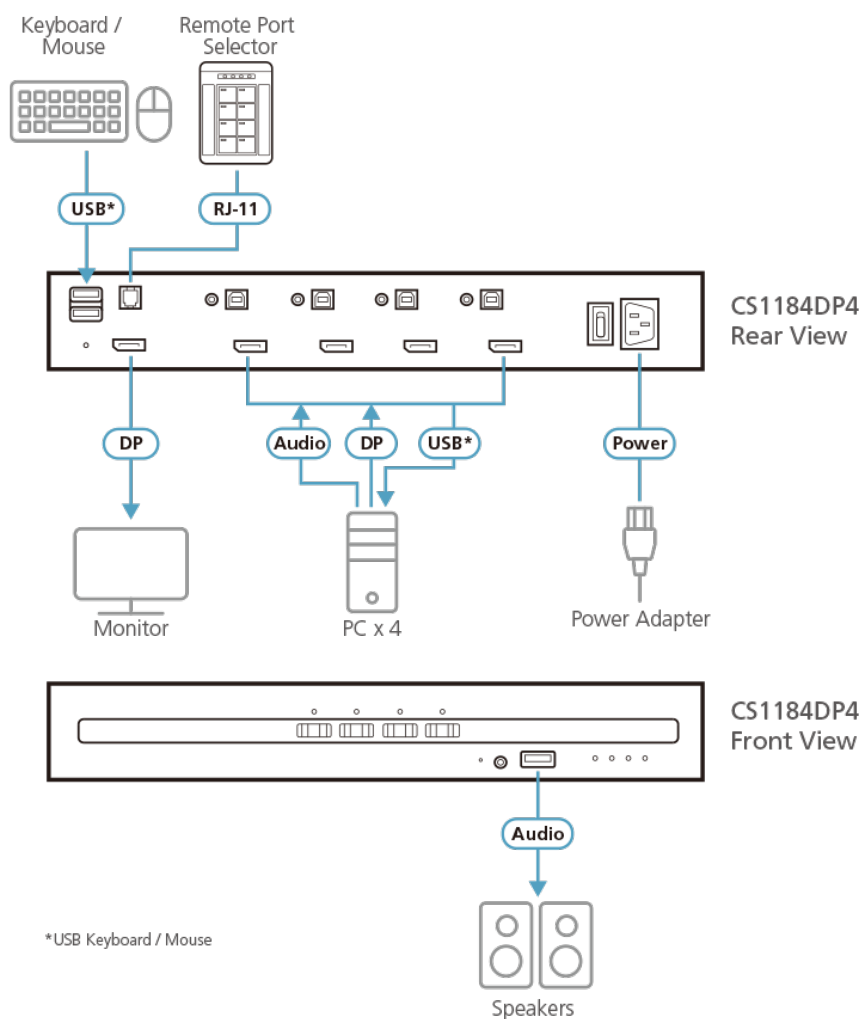 Keyboard /
Mouse
Remote Port
Selector
USB*
RJ-11
CS1184DP4
Rear View
DP
Audio
DP
USB*
Power
Monitor
PC x 4
Power Adapter
CS1184DP4
Front View
Audio
*USB Keyboard / Mouse
Speakers